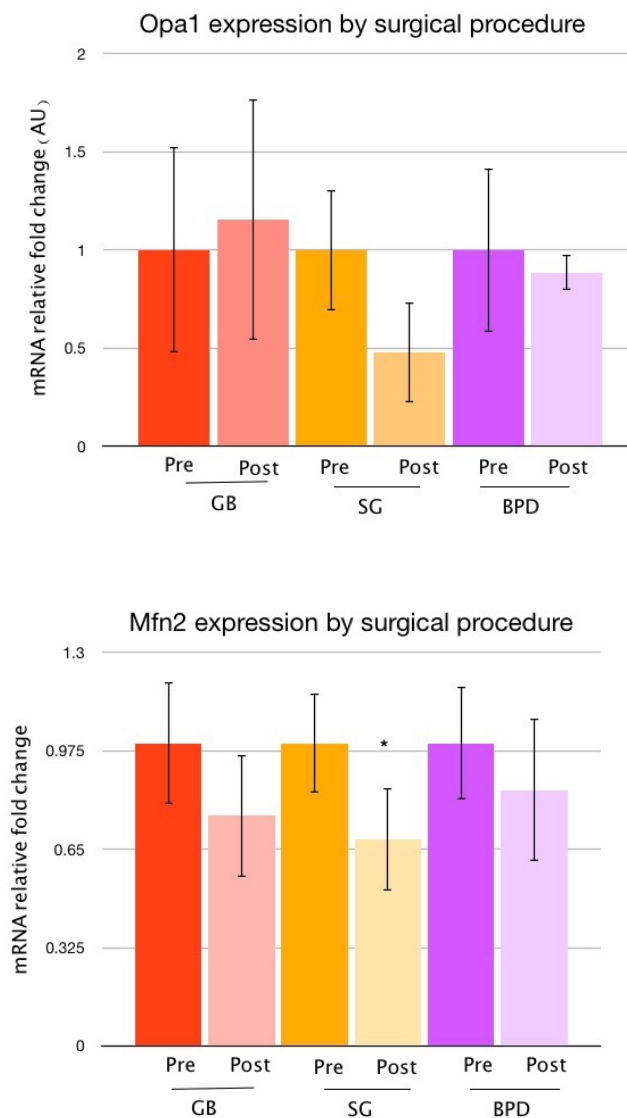 Opa1 expression by surgical procedure
mRNA relative fold change (AU)
2
1.5
1
0.5
0
Pre Post Pre Post Pre Post
GB SG BPD
Mfn2 expression by surgical procedure
mRNA relative fold change
1.3
0.975
0.65
0.325
0
*
Pre Post Pre Post Pre Post
GB SG BPD